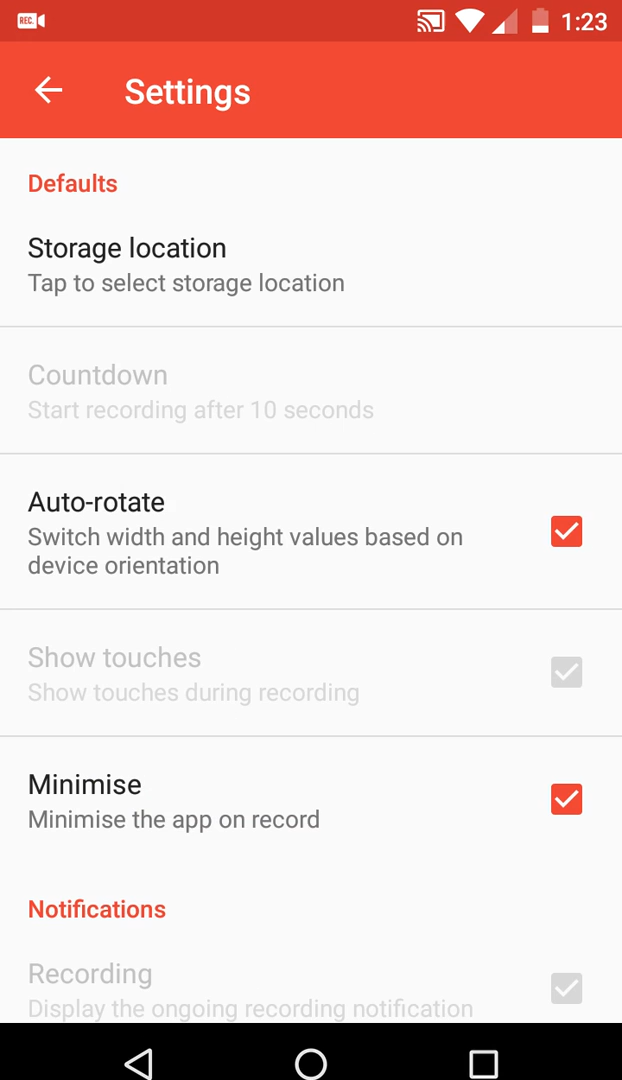 REC.
1:23
Settings
Defaults
Storage location
Tap to select storage location
Countdown
Start recording after 10 seconds
Auto-rotate
Switch width and height values based on
device orientation
Show touches
Show touches during recording
Minimise
Minimise the app on record
Notifications
Recording
Display the ongoing recording notification